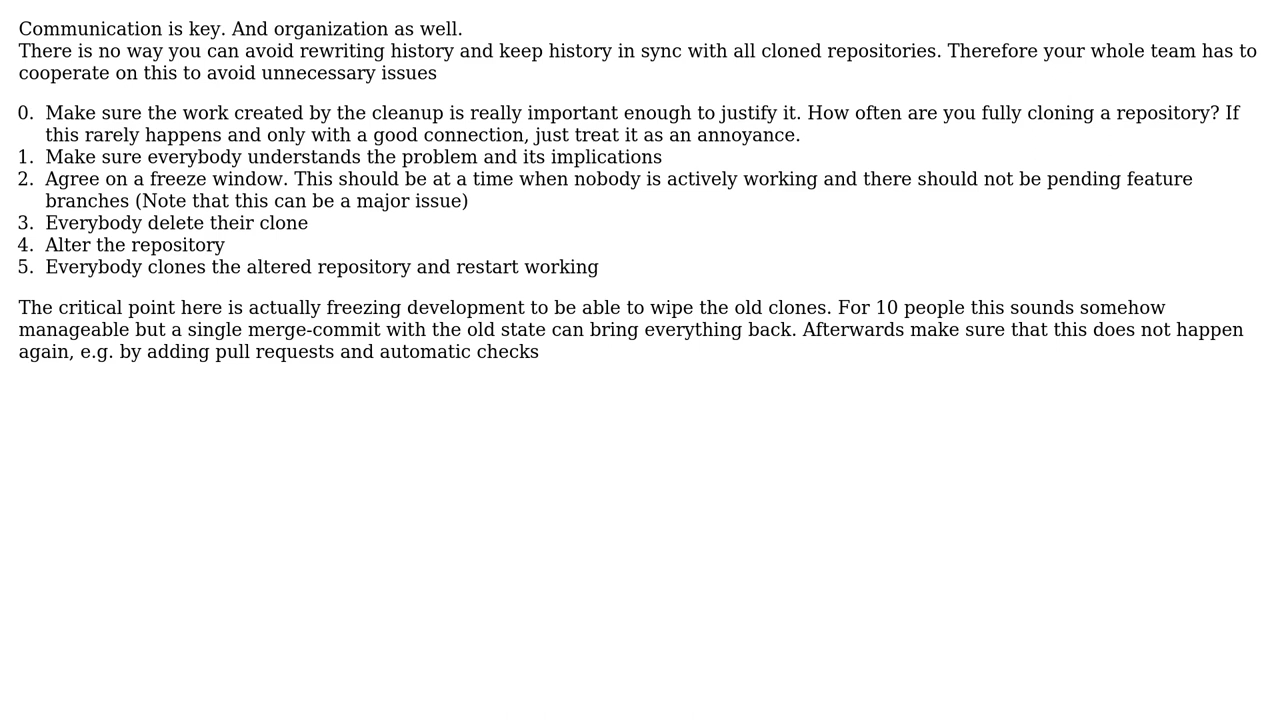 Communication is key. And organization as well.
There is no way you can avoid rewriting history and keep history in sync with all cloned repositories. Therefore your whole team has to
cooperate on this to avoid unnecessary issues
0. Make sure the work created by the cleanup is really important enough to justify it. How often are you fully cloning a repository? If
this rarely happens and only with a good connection, just treat it as an annoyance.
1. Make sure everybody understands the problem and its implications
2. Agree on a freeze window. This should be at a time when nobody is actively working and there should not be pending feature
branches (Note that this can be a major issue)
3. Everybody delete their clone
4. Alter the repository
5. Everybody clones the altered repository and restart working
The critical point here is actually freezing development to be able to wipe the old clones. For 10 people this sounds somehow
manageable but a single merge-commit with the old state can bring everything back. Afterwards make sure that this does not happen
again, e.g. by adding pull requests and automatic checks